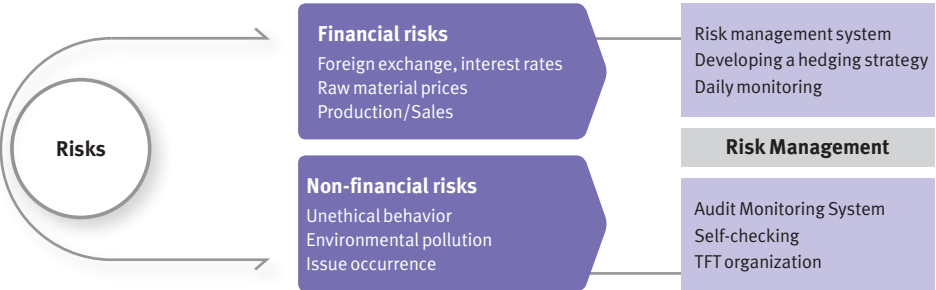 Risks
Financial risks
Foreign exchange, interest rates
Raw material prices
Production/Sales
Non-financial risks
Unethical behavior
Environmental pollution
Issue occurrence
Risk management system
Developing a hedging strategy
Daily monitoring
Risk Management
Audit Monitoring System
Self-checking
TFT organization